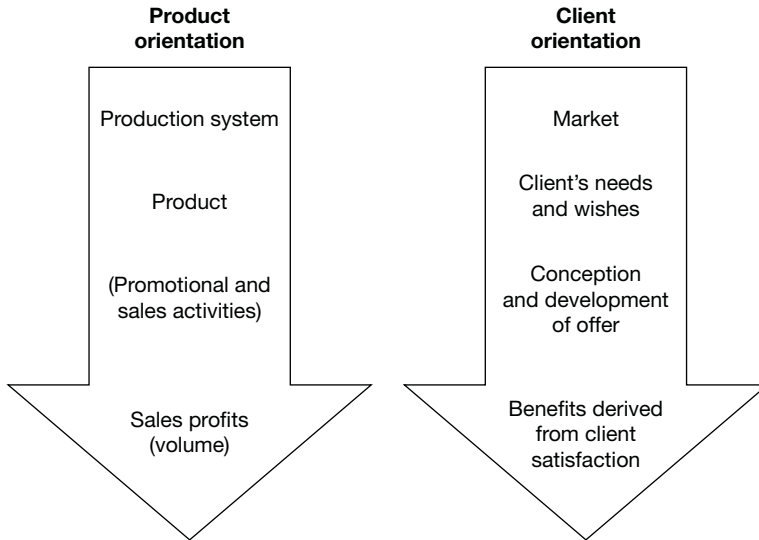 Product
orientation
Production system
Product
(Promotional and
sales activities)
Sales profits
(volume)
Client
orientation
Market
Client’s needs
and wishes
Conception
and development
of offer
Benefits derived
from client
satisfaction